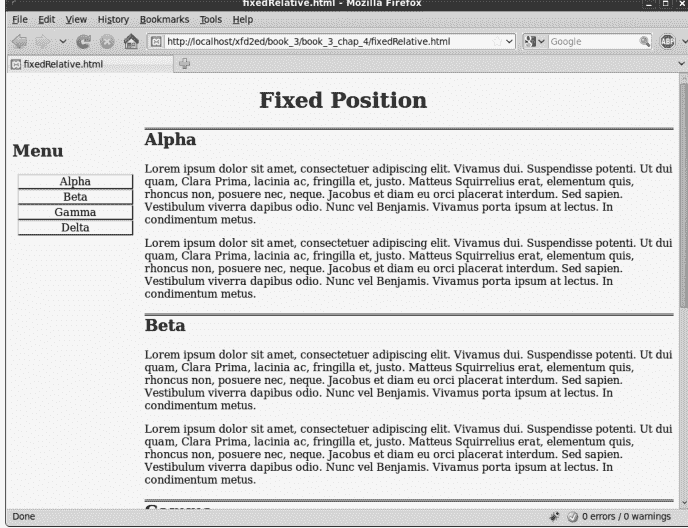 fixedRelative.html - Mozilla Firefox
File Edit View History Bookmarks Tools Help
http://localhost/xfd2ed/book_3/book_3_chap_4/fixedRelative.html
Google
ABP
fixedRelative.html
Fixed Position
Menu
Alpha
Beta
Gamma
Delta
Alpha
Lorem ipsum dolor sit amet, consectetuer adipiscing elit. Vivamus dui. Suspendisse potenti. Ut dui
quam, Clara Prima, lacinia ac, fringilla et, justo. Matteus Squirrelius erat, elementum quis,
rhoncus non, posuere nec, neque. Jacobus et diam eu orci placerat interdum. Sed sapien.
Vestibulum viverra dapibus odio. Nunc vel Benjamis. Vivamus porta ipsum at lectus. In
condimentum metus.
Lorem ipsum dolor sit amet, consectetuer adipiscing elit. Vivamus dui. Suspendisse potenti. Ut dui
quam, Clara Prima, lacinia ac, fringilla et, justo. Matteus Squirrelius erat, elementum quis,
rhoncus non, posuere nec, neque. Jacobus et diam eu orci placerat interdum. Sed sapien.
Vestibulum viverra dapibus odio. Nunc vel Benjamis. Vivamus porta ipsum at lectus. In
condimentum metus.
Beta
Lorem ipsum dolor sit amet, consectetuer adipiscing elit. Vivamus dui. Suspendisse potenti. Ut dui
quam, Clara Prima, lacinia ac, fringilla et, justo. Matteus Squirrelius erat, elementum quis,
rhoncus non, posuere nec, neque. Jacobus et diam eu orci placerat interdum. Sed sapien.
Vestibulum viverra dapibus odio. Nunc vel Benjamis. Vivamus porta ipsum at lectus. In
condimentum metus.
Lorem ipsum dolor sit amet, consectetuer adipiscing elit. Vivamus dui. Suspendisse potenti. Ut dui
quam, Clara Prima, lacinia ac, fringilla et, justo. Matteus Squirrelius erat, elementum quis,
rhoncus non, posuere nec, neque. Jacobus et diam eu orci placerat interdum. Sed sapien.
Vestibulum viverra dapibus odio. Nunc vel Benjamis. Vivamus porta ipsum at lectus. In
condimentum metus.
Done
0 errors / 0 warnings